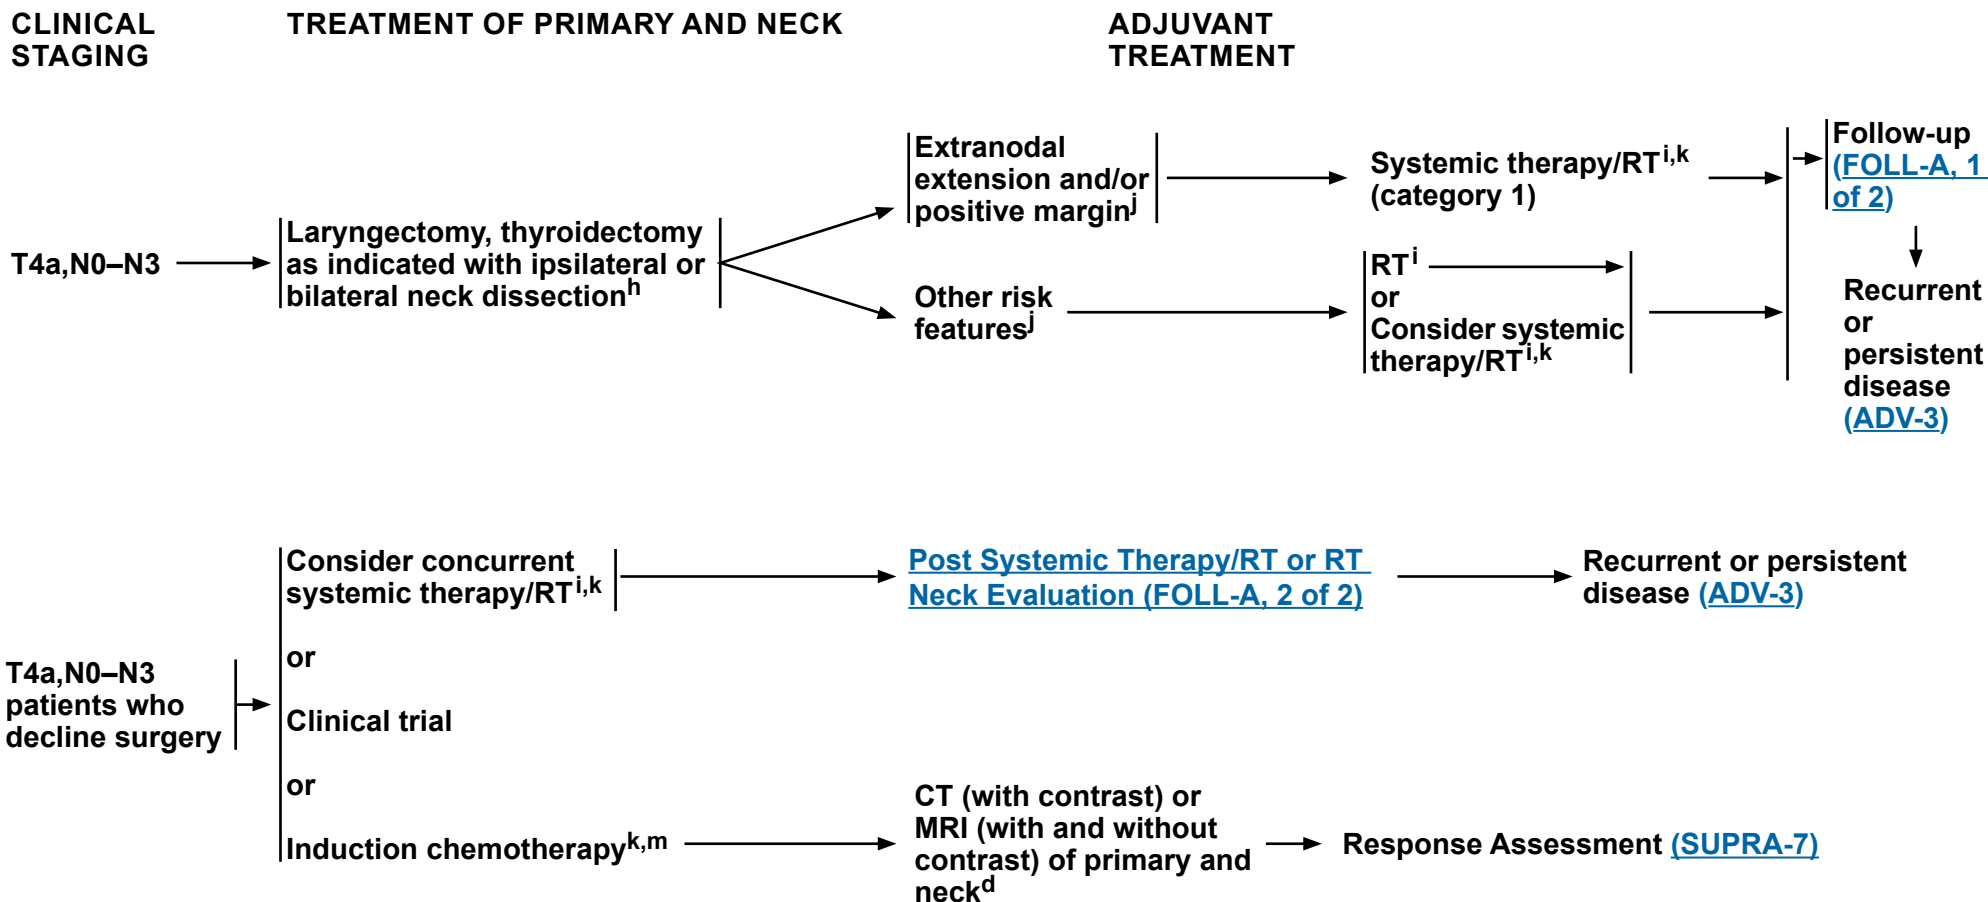 CLINICAL
STAGING
TREATMENT OF PRIMARY AND NECK
ADJUVANT
TREATMENT
T4a,N0–N3
Laryngectomy, thyroidectomy
as indicated with ipsilateral or
bilateral neck dissectionh
Extranodal
extension and/or
positive marginj
Systemic therapy/RTi,k
(category 1)
Other risk
featuresj
RTi
or
Consider systemic
therapy/RTi,k
Follow-up
(FOLL-A, 1
of 2)
Recurrent
or
persistent
disease
(ADV-3)
T4a,N0–N3
patients who
decline surgery
Consider concurrent
systemic therapy/RTi,k
or
Clinical trial
or
Induction chemotherapyk,m
Post Systemic Therapy/RT or RT
Neck Evaluation (FOLL-A, 2 of 2)
Recurrent or persistent
disease (ADV-3)
CT (with contrast) or
MRI (with and without
contrast) of primary and
neckd
Response Assessment (SUPRA-7)